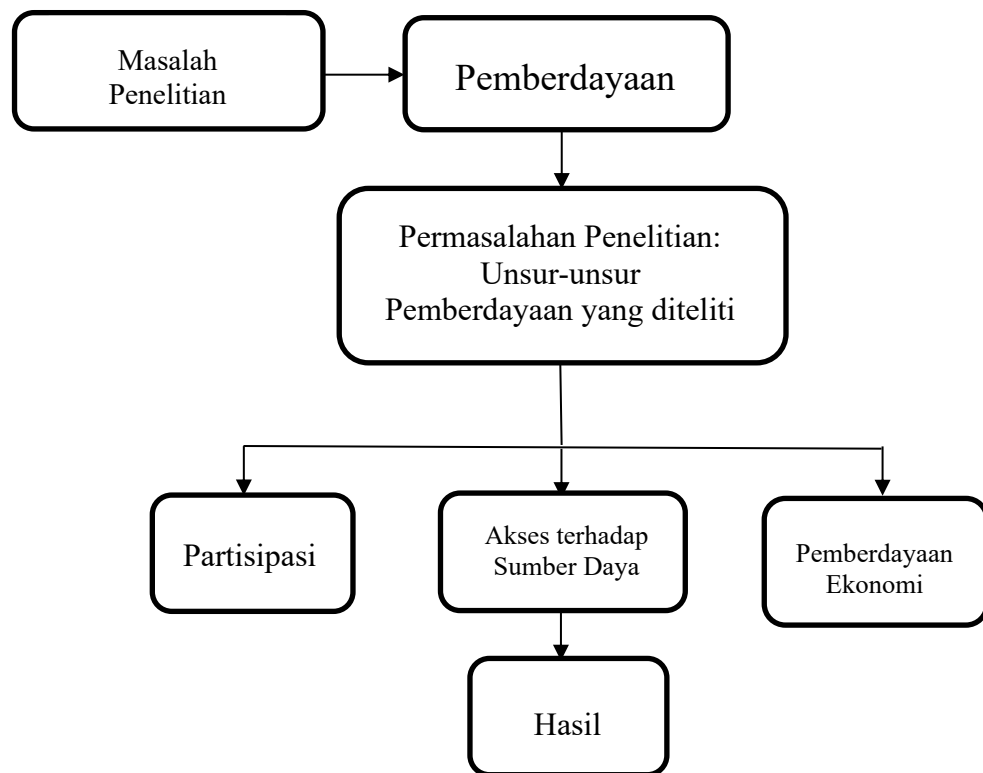 Masalah
Penelitian
Pemberdayaan
Permasalahan Penelitian:
Unsur-unsur
Pemberdayaan yang diteliti
Partisipasi
Akses terhadap
Sumber Daya
Pemberdayaan
Ekonomi
Hasil